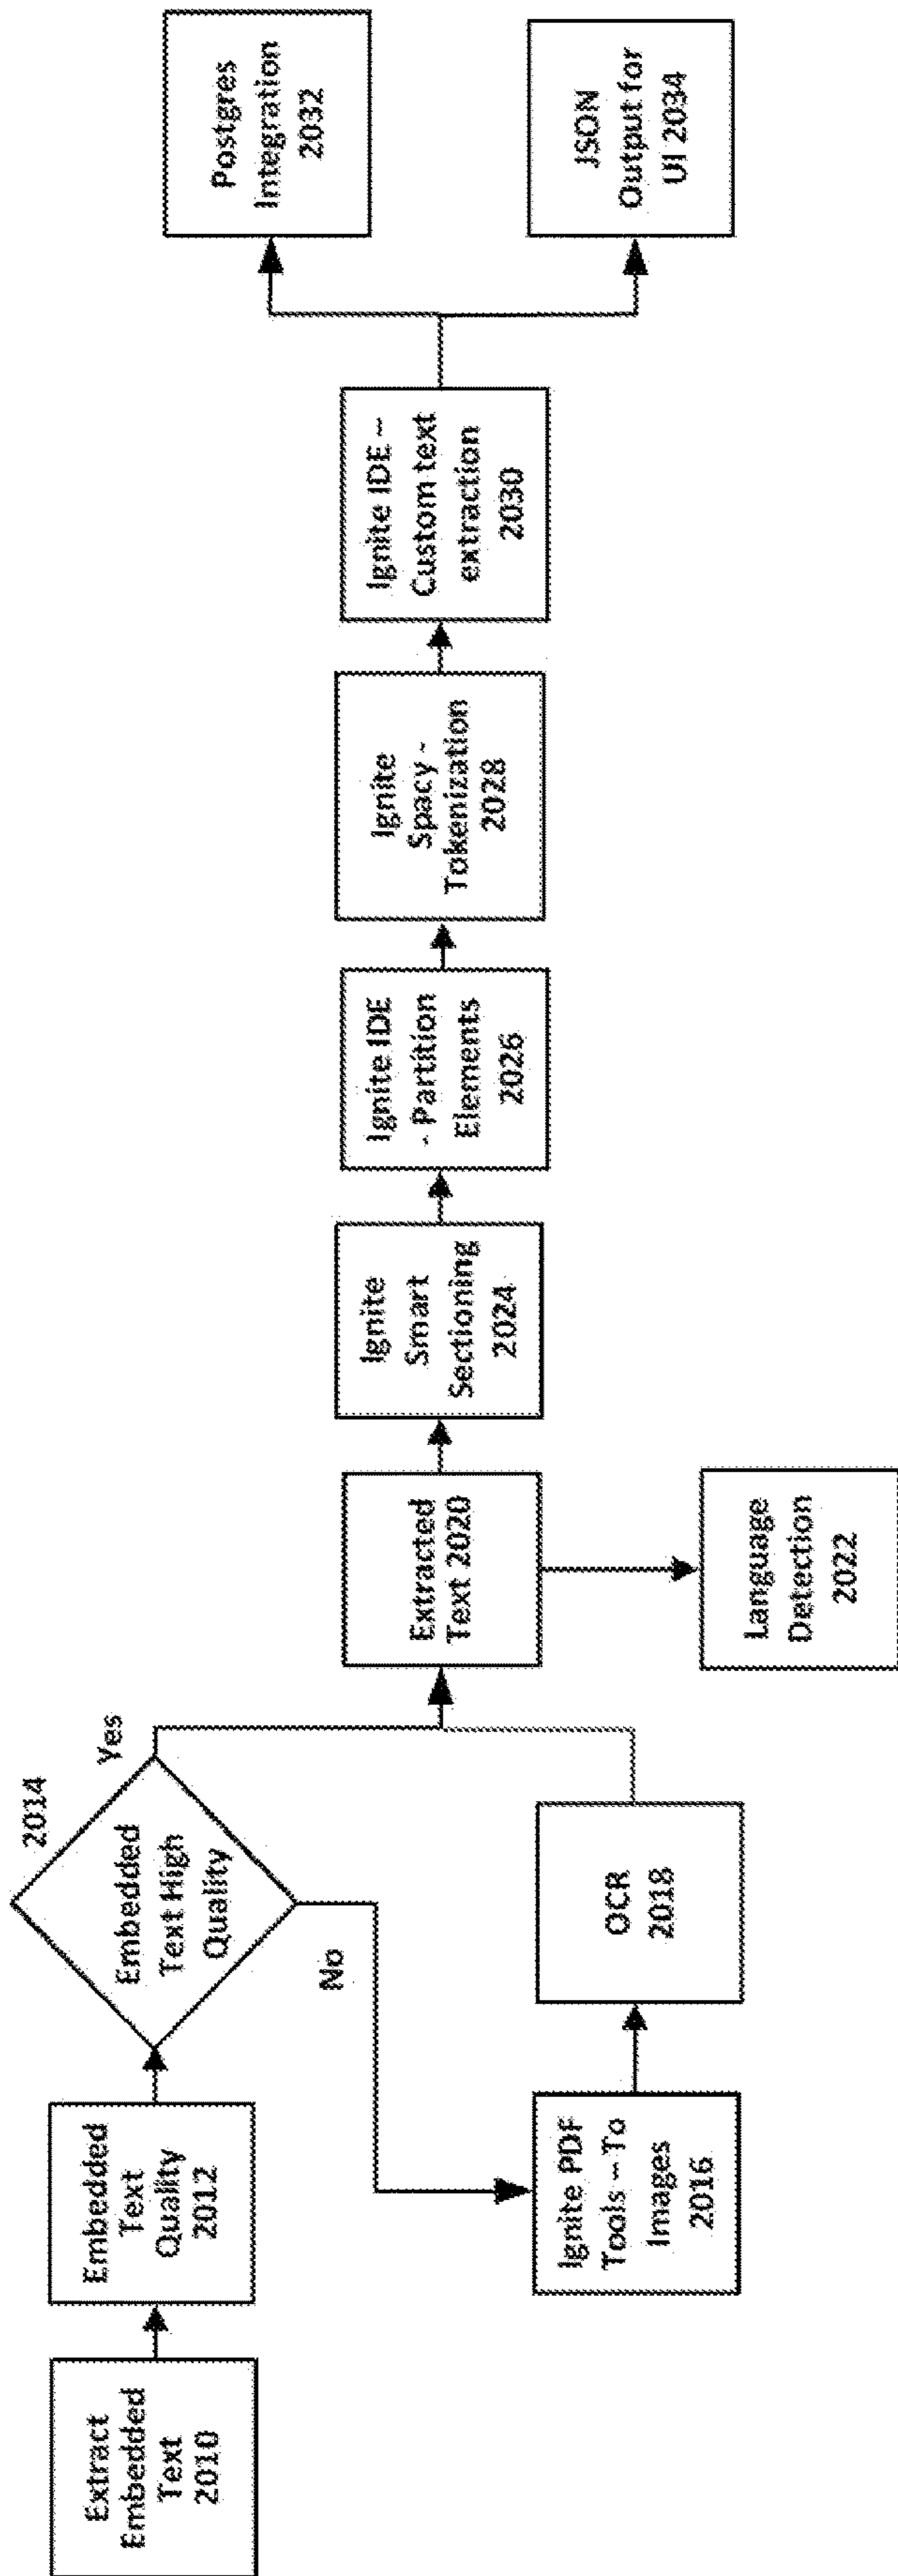 Extract
Embedded
Text
2010
Embedded
Text
Quality
2012
2014
Embedded
Text High
Quality
Yes
No
Ignite PDF
Tools – To
Images
2016
OCR
2018
Extracted
Text 2020
Language
Detection
2022
Ignite
Smart
Sectioning
2024
Ignite IDE
- Partition
Elements
2026
Ignite
Spacy -
Tokenization
2028
Ignite IDE –
Custom text
extraction
2030
Postgres
Integration
2032
JSON
Output for
UI 2034